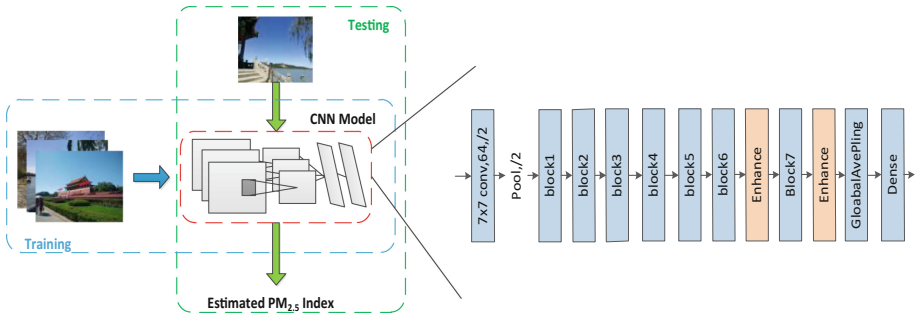 Testing
CNN Model
Training
Estimated PM2.5 Index
7x7 conv,64,/2
Pool,/2
block1
block2
block3
block4
block5
block6
Enhance
Block7
Enhance
GloabalAvePling
Dense